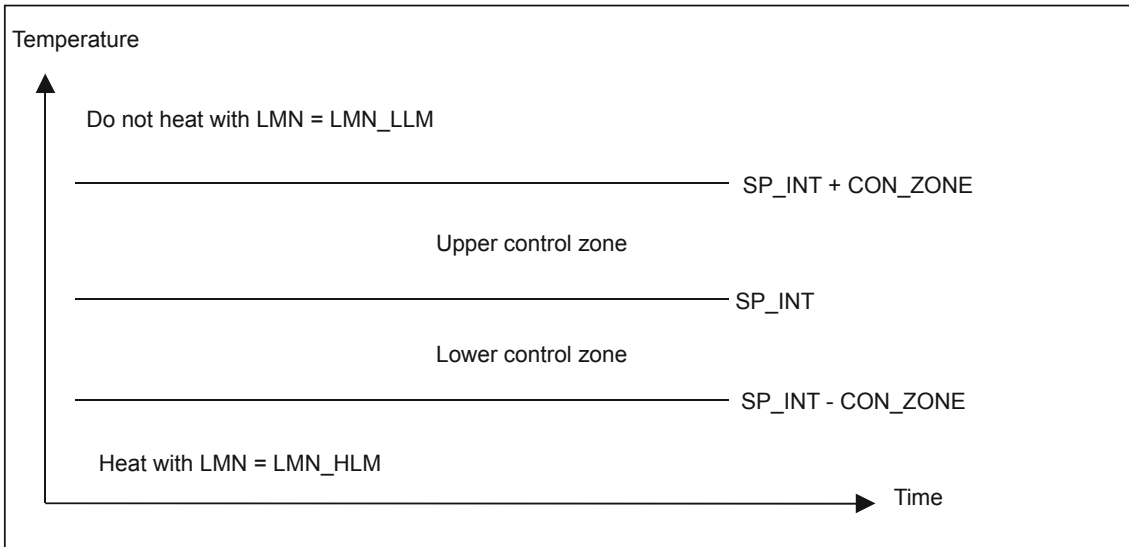 Temperature
Do not heat with LMN = LMN_LLM
SP_INT + CON_ZONE
Upper control zone
SP_INT
Lower control zone
SP_INT - CON_ZONE
Heat with LMN = LMN_HLM
Time